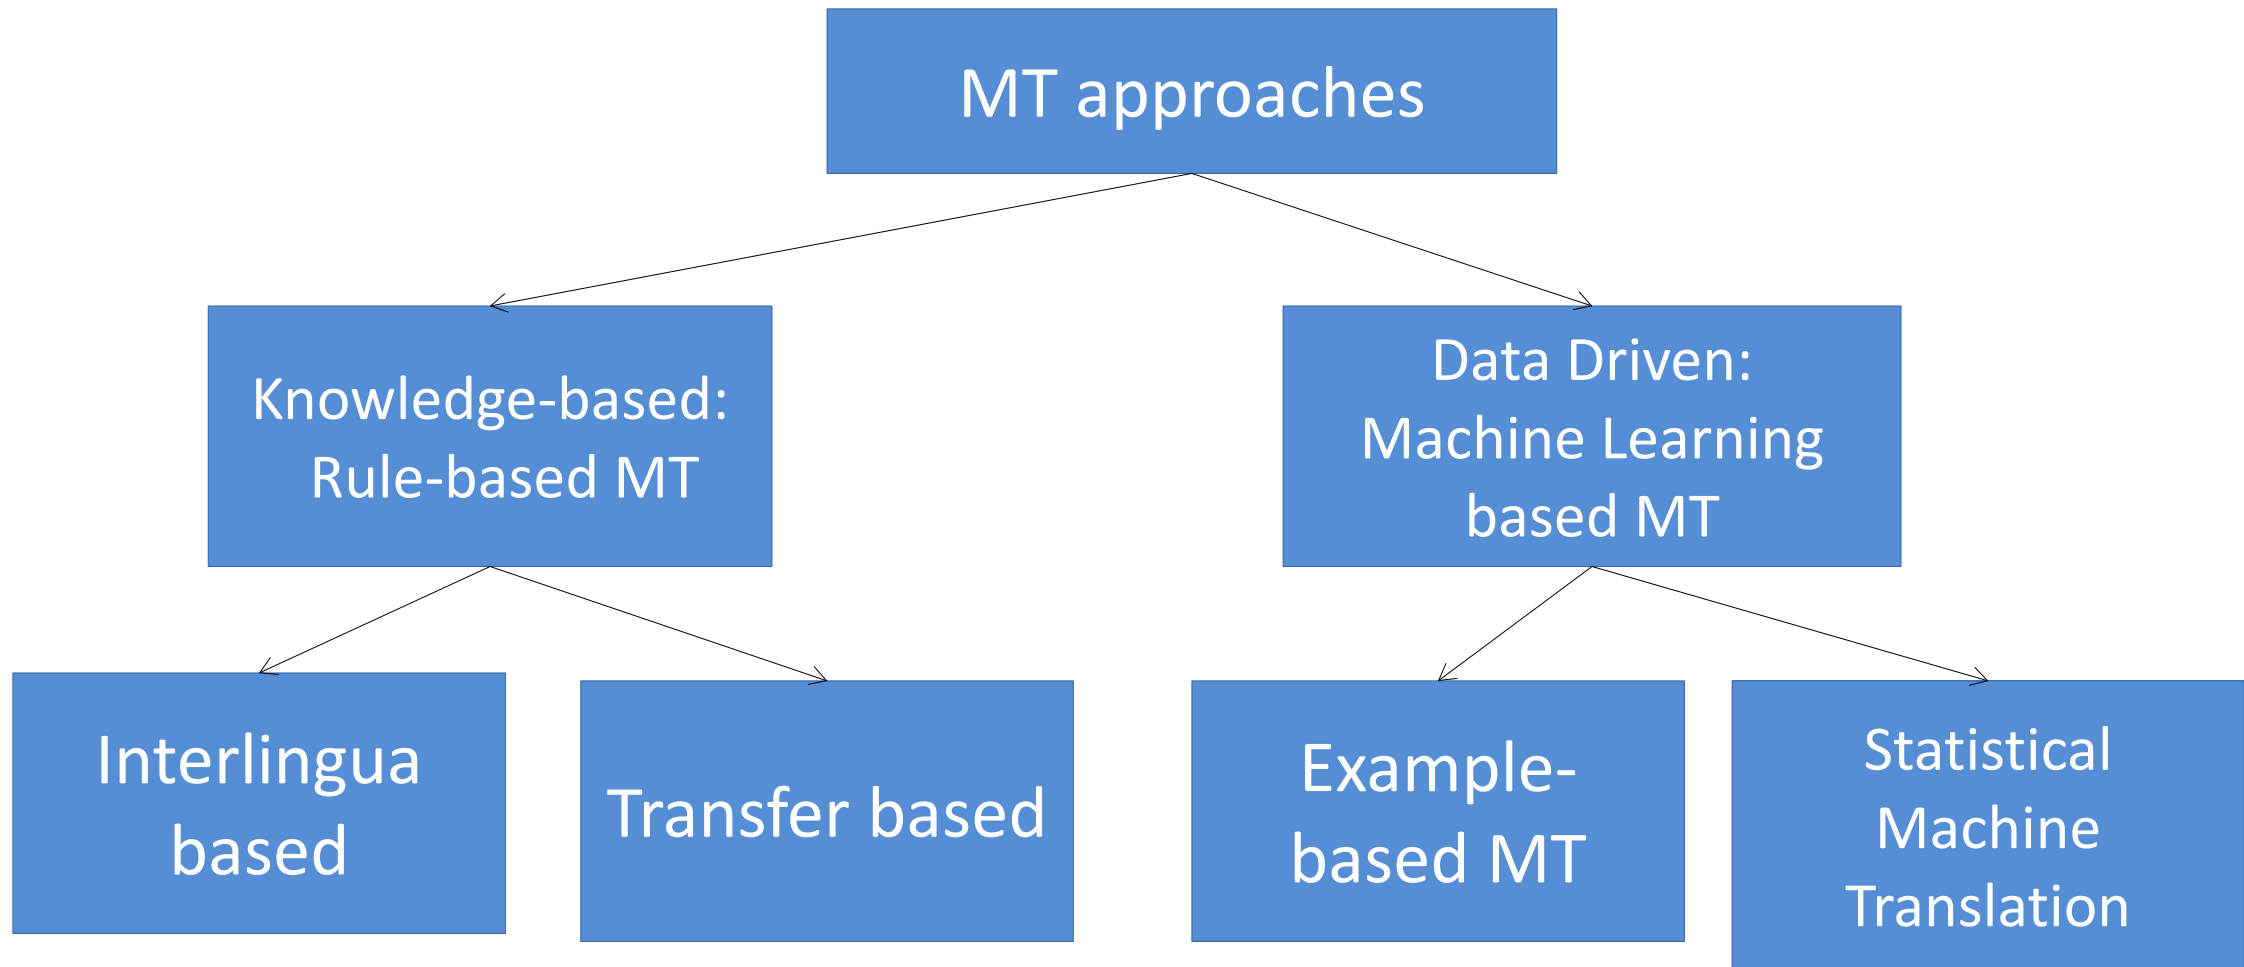 MT approaches
Knowledge-based:
Rule-based MT
Data Driven:
Machine Learning
based MT
Interlingua
based
Transfer based
Example-
based MT
Statistical
Machine
Translation